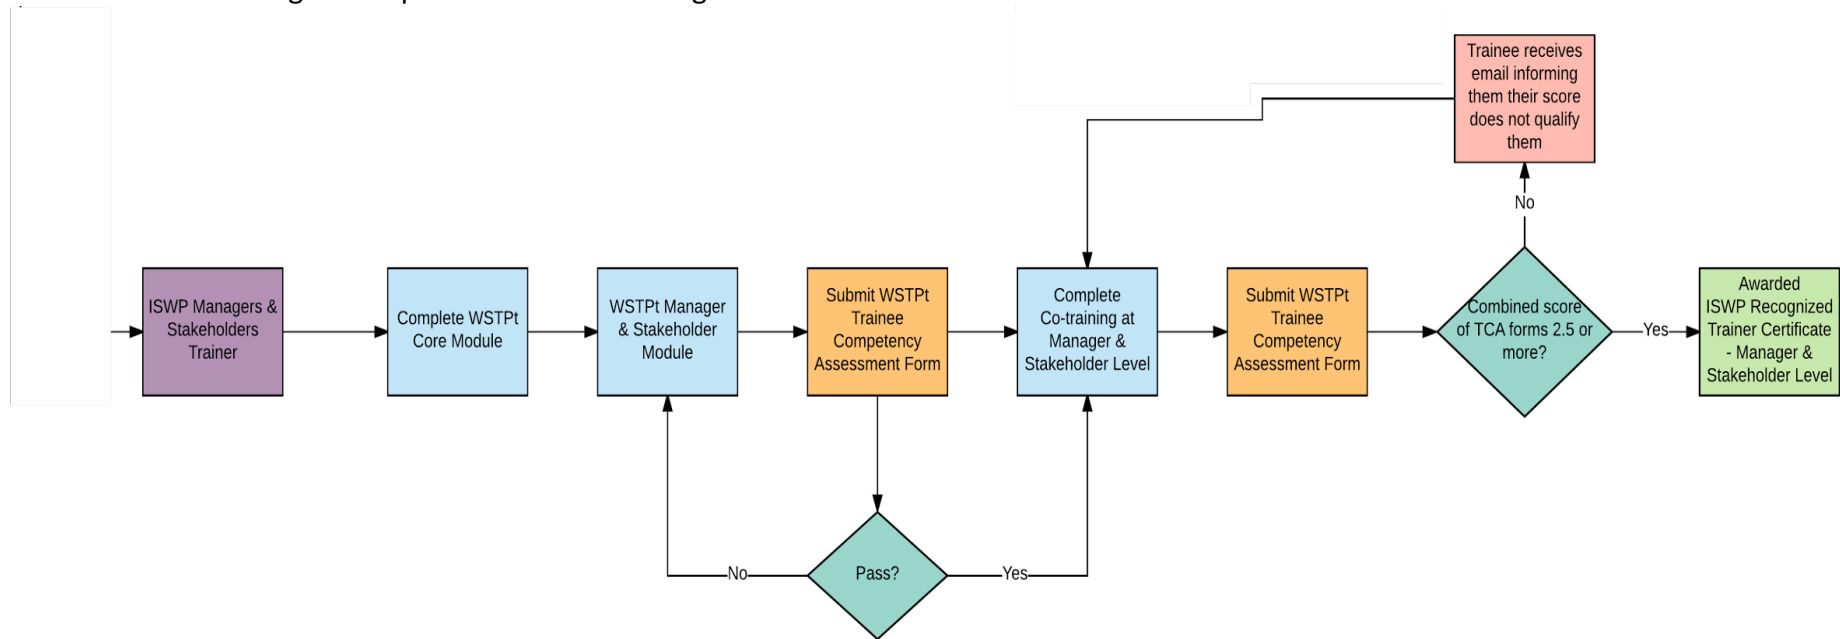 Trainee receives
email informing
them their score
does not qualify
them
No
ISWP Managers &
Stakeholders
Trainer
Complete WSTPt
Core Module
WSTPt Manager
& Stakeholder
Module
Submit WSTPt
Trainee
Competency
Assessment Form
Complete
Co-training at
Manager &
Stakeholder Level
Submit WSTPt
Trainee
Competency
Assessment Form
Combined score
of TCA forms 2.5 or
more?
Yes
Awarded
ISWP Recognized
Trainer Certificate
- Manager &
Stakeholder Level
No
Pass?
Yes